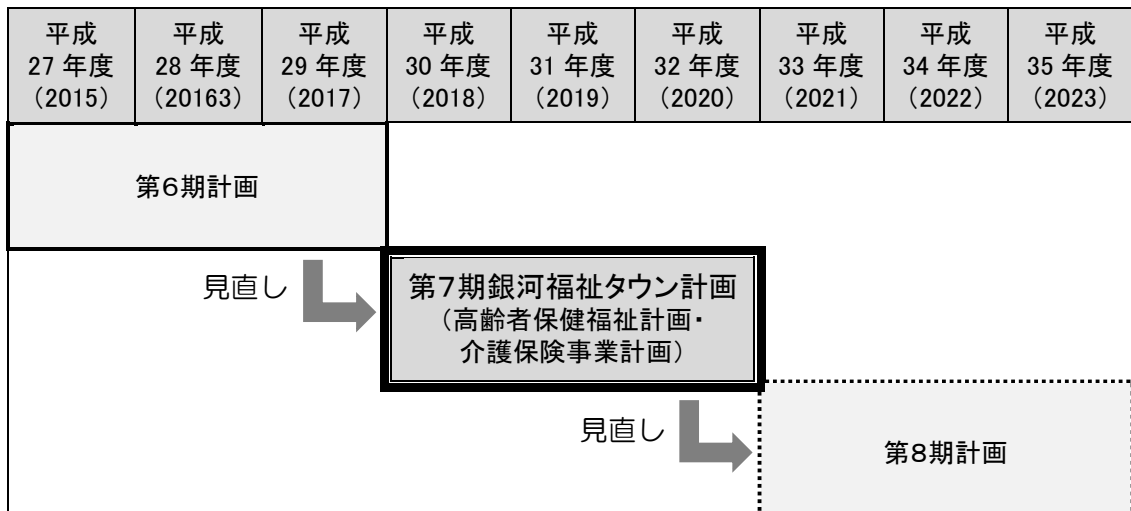 平成
27 年度
（2015）
平成
28 年度
（20163）
平成
29 年度
（2017）
平成
30 年度
（2018）
平成
31 年度
（2019）
平成
32 年度
（2020）
平成
33 年度
（2021）
平成
34 年度
（2022）
平成
35 年度
（2023）
第６期計画
見直し
第７期銀河福祉タウン計画
（高齢者保健福祉計画・
介護保険事業計画）
見直し
第８期計画